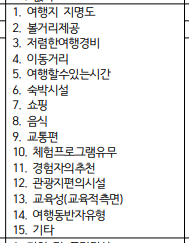 1. 여행지 지명도
2. 볼거리제공
3. 저렴한여행경비
4. 이동거리
5. 여행할수있는시간
6. 숙박시설
7. 쇼핑
8. 음식
9. 교통편
10. 체험프로그램유무
11. 경험자의추천
12. 관광지편의시설
13. 교육성(교육적측면)
14. 여행동반자유형
15. 기타